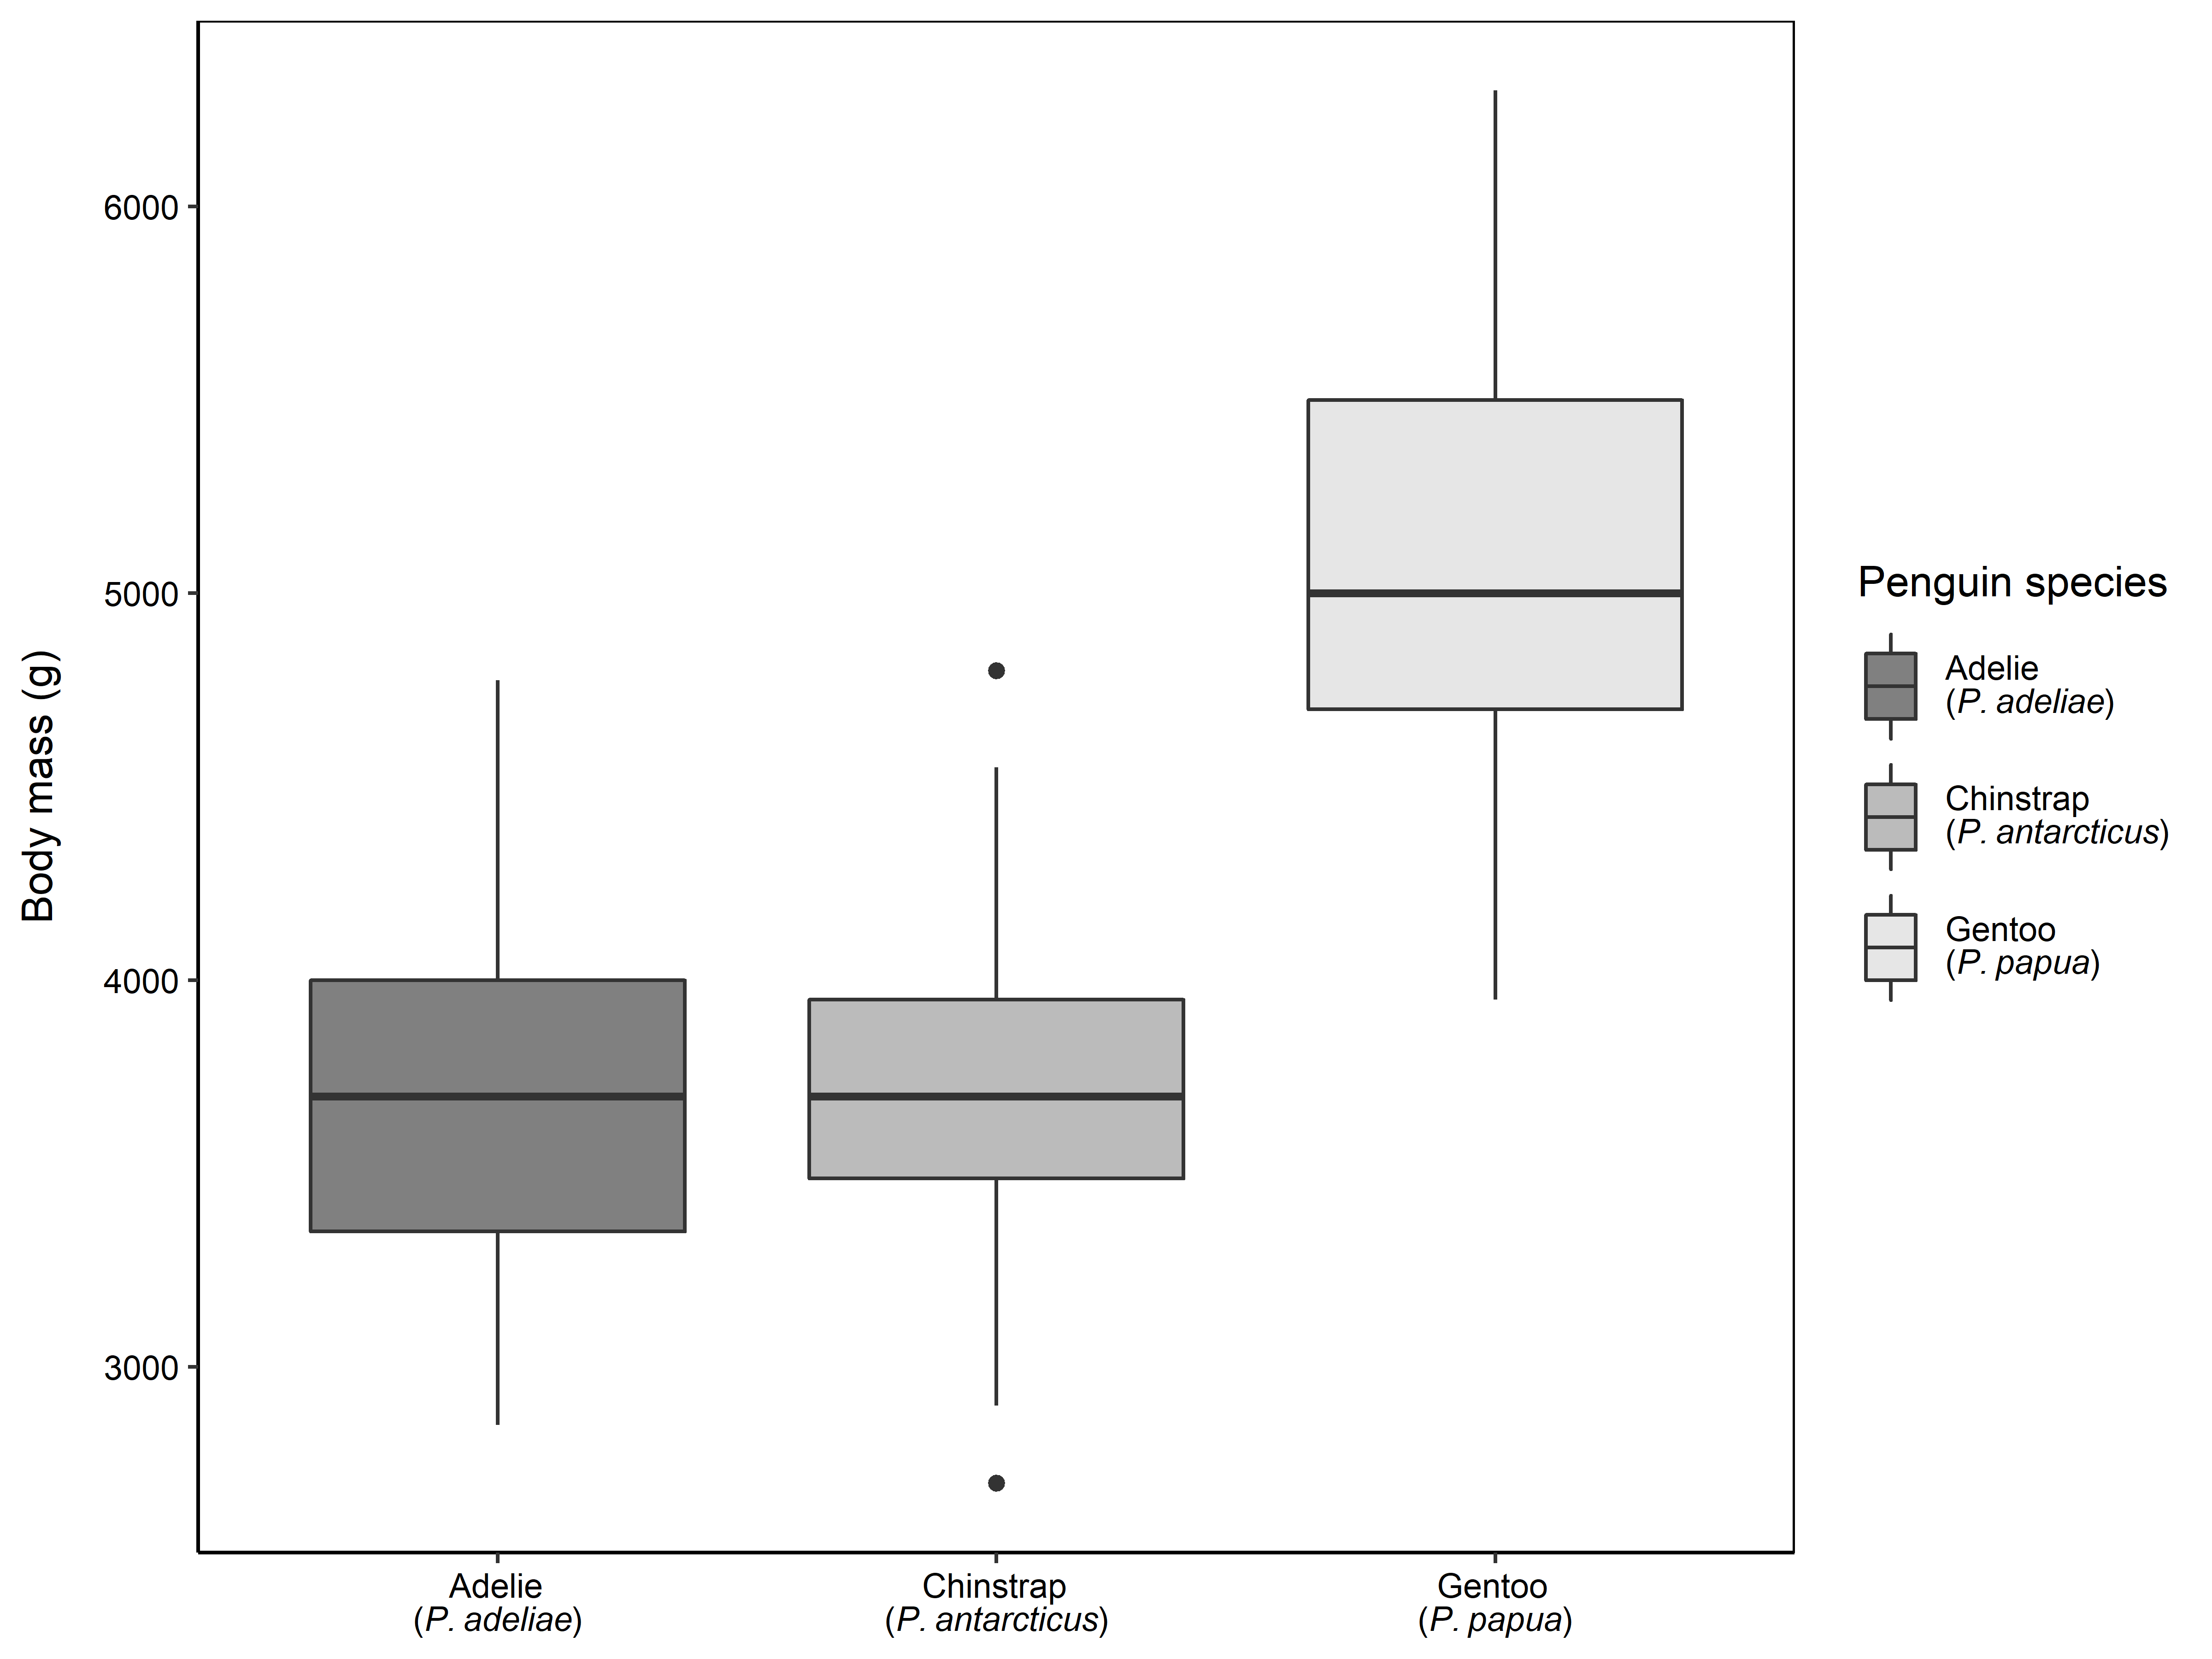 Body mass (g)
6000
5000
4000
3000
Adelie
(P. adeliae)
Chinstrap
(P. antarcticus)
Gentoo
(P. papua)
Penguin species
Adelie
(P. adeliae)
Chinstrap
(P. antarcticus)
Gentoo
(P. papua)